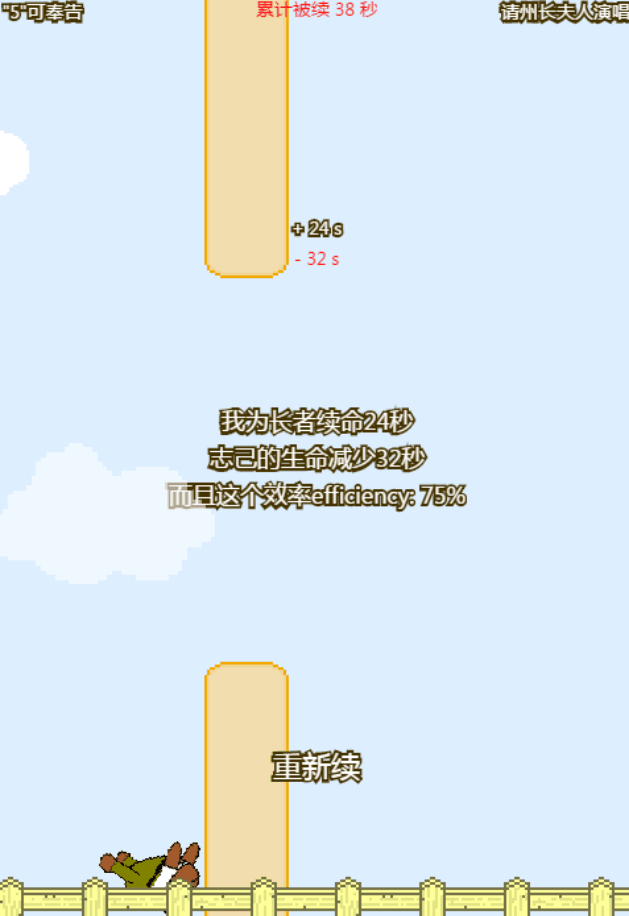 "5"可奉告
累计被续 38 秒
请州长夫人演唱
+ 24 s
- 32 s
我为长者续命24秒
志己的生命减少32秒
而且这个效率efficiency: 75%
重新续